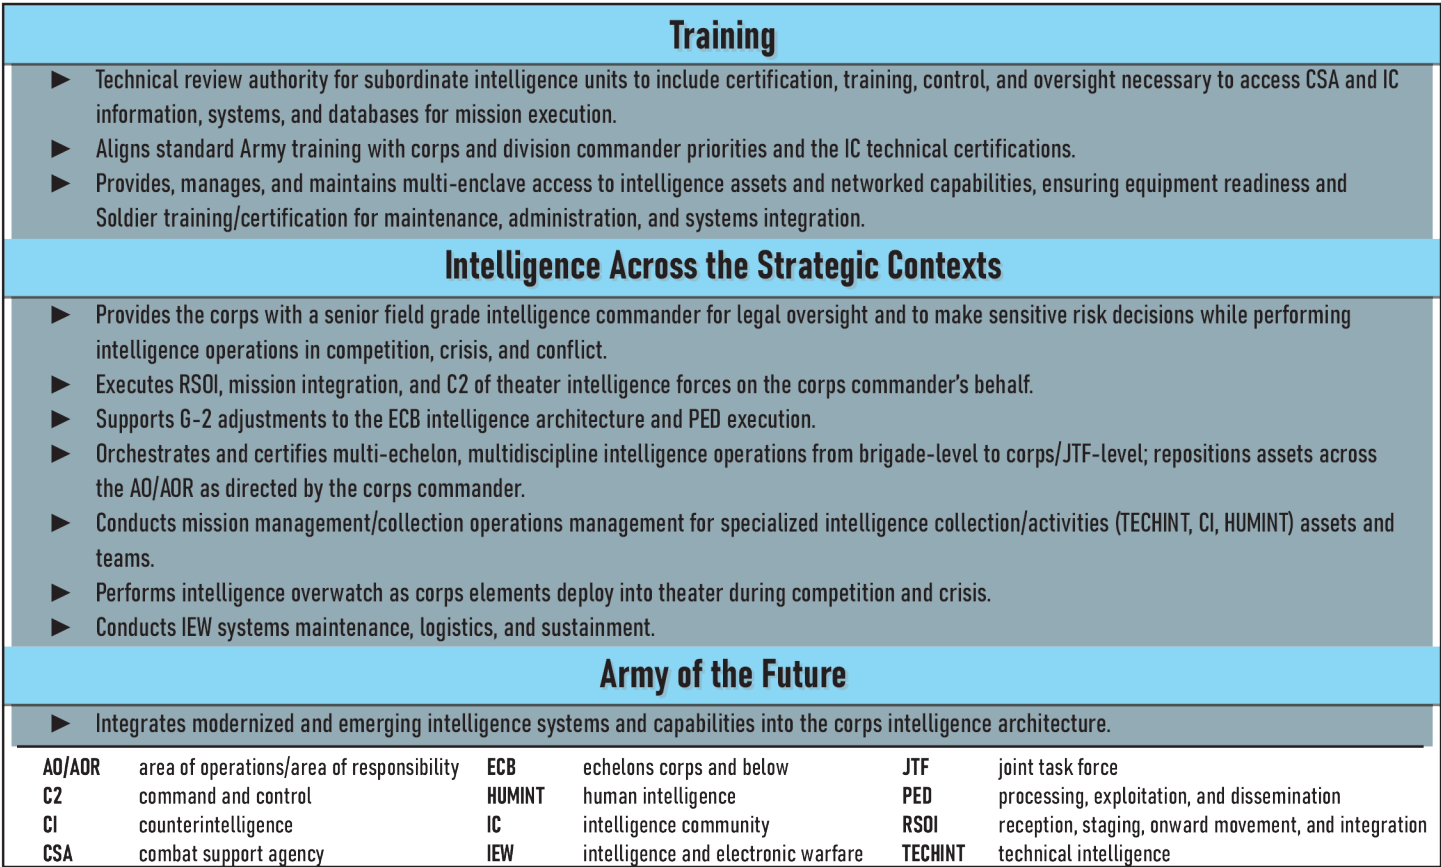 Training
► Technical review authority for subordinate intelligence units to include certification, training, control, and oversight necessary to access CSA and IC
information, systems, and databases for mission execution.
► Aligns standard Army training with corps and division commander priorities and the IC technical certifications.
► Provides, manages, and maintains multi-enclave access to intelligence assets and networked capabilities, ensuring equipment readiness and
Soldier training/certification for maintenance, administration, and systems integration.
Intelligence Across the Strategic Contexts
► Provides the corps with a senior field grade intelligence commander for legal oversight and to make sensitive risk decisions while performing
intelligence operations in competition, crisis, and conflict.
► Executes RSOI, mission integration, and C2 of theater intelligence forces on the corps commander's behalf.
► Supports G-2 adjustments to the ECB intelligence architecture and PED execution.
► Orchestrates and certifies multi-echelon, multidiscipline intelligence operations from brigade-level to corps/JTF-level; repositions assets across
the AO/AOR as directed by the corps commander.
► Conducts mission management/collection operations management for specialized intelligence collection/activities (TECHINT, CI, HUMINT) assets and
teams.
► Performs intelligence overwatch as corps elements deploy into theater during competition and crisis.
► Conducts IEW systems maintenance, logistics, and sustainment.
Army of the Future
► Integrates modernized and emerging intelligence systems and capabilities into the corps intelligence architecture.
AO/AOR area of operations/area of responsibility ECB echelons corps and below JTF joint task force
C2 command and control HUMINT human intelligence PED processing, exploitation, and dissemination
CI counterintelligence IC intelligence community RSOI reception, staging, onward movement, and integration
CSA combat support agency IEW intelligence and electronic warfare TECHINT technical intelligence